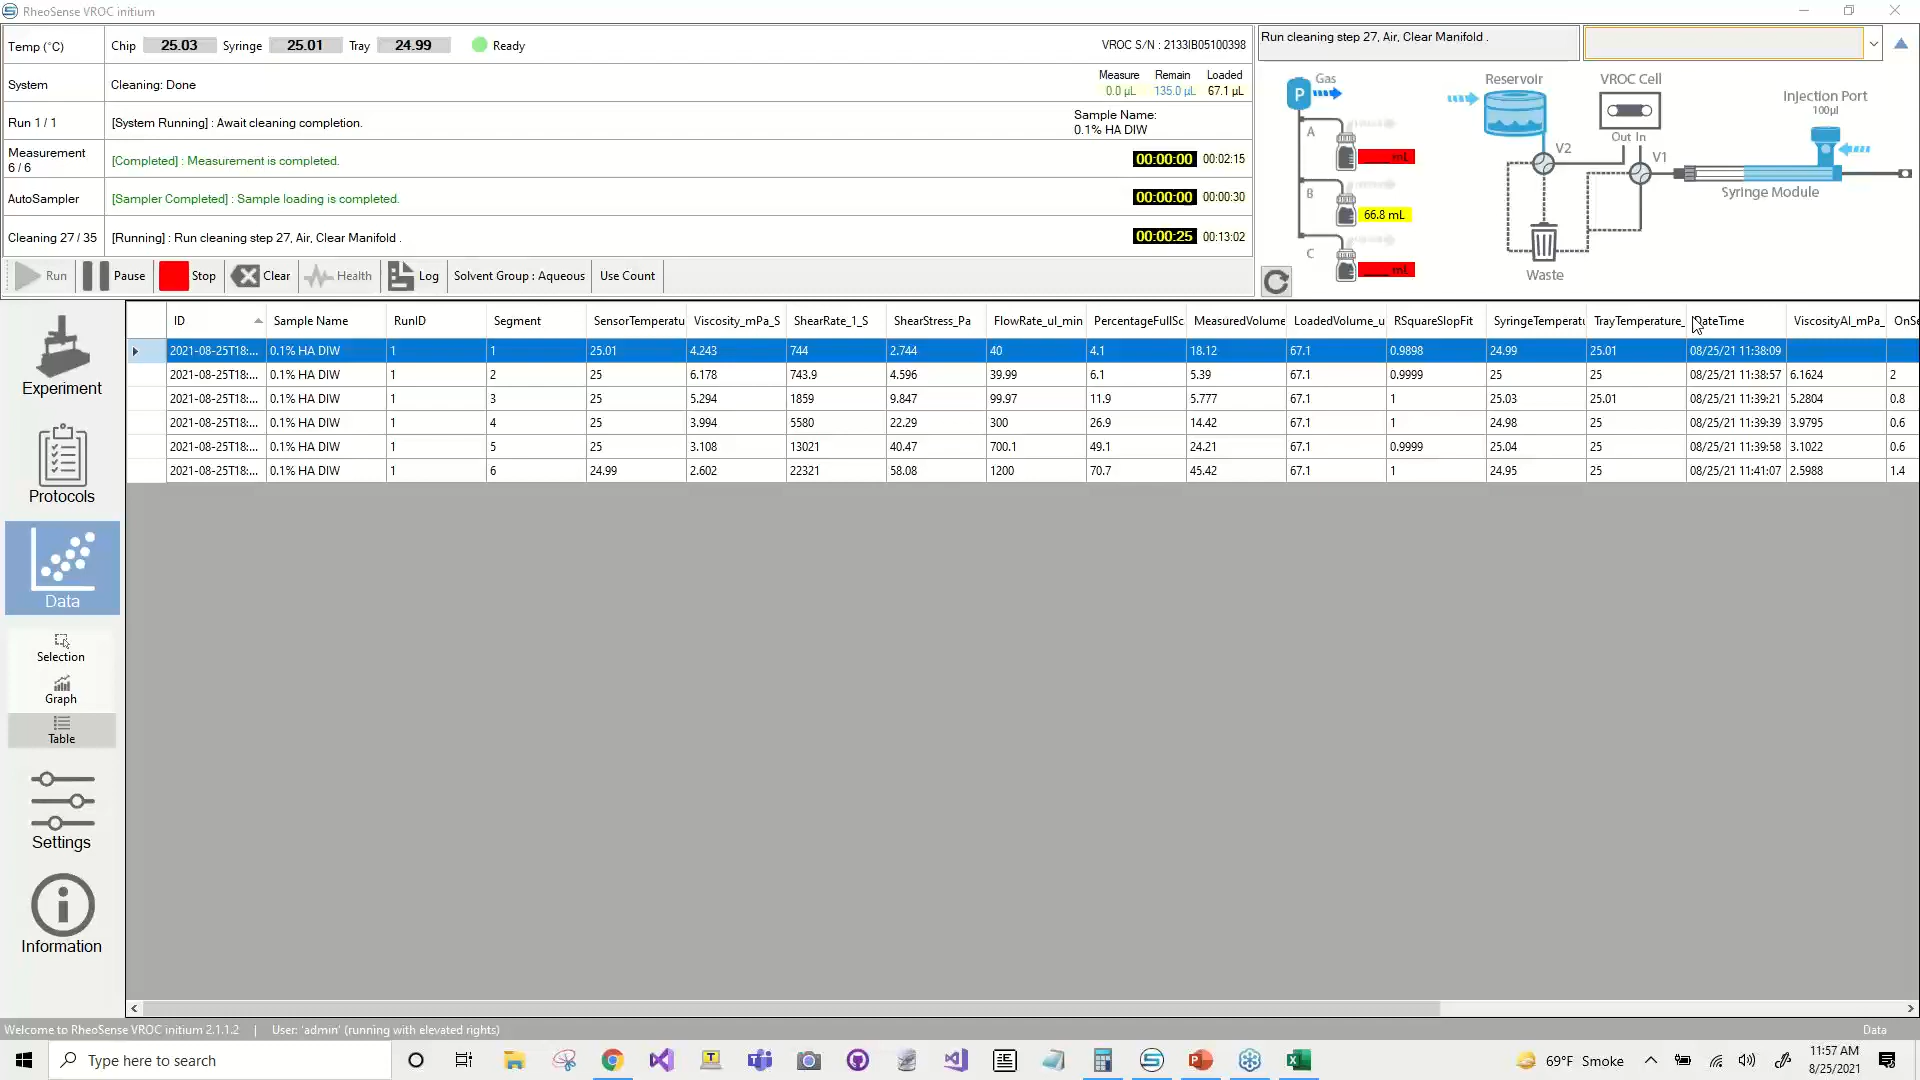 RheoSense VROC initium
Temp (°C) Chip 25.03 Syringe 25.01 Tray 24.99 Ready VROC S/N : 2133IB05100398
System Cleaning: Done Measure Remain Loaded
0.0 µL 135.0 µL 67.1 µL
Run 1 / 1 [System Running] : Await cleaning completion. Sample Name:
0.1% HA DIW
Measurement
6 / 6 [Completed] : Measurement is completed. 00:00:00 00:02:15
AutoSampler [Sampler Completed] : Sample loading is completed. 00:00:00 00:00:30
Cleaning 27 / 35 [Running] : Run cleaning step 27, Air, Clear Manifold . 00:00:25 00:13:02
Run Pause Stop Clear Health Log Solvent Group : Aqueous Use Count
Run cleaning step 27, Air, Clear Manifold .
Gas Reservoir VROC Cell
P
Injection Port
100µl
A
Out In
mL
V2 V1
B
66.8 mL
Syringe Module
C
mL
Waste
ID Sample Name RunID Segment SensorTemperatu Viscosity_mPa_S ShearRate_1_S ShearStress_Pa FlowRate_ul_min PercentageFullSc MeasuredVolume LoadedVolume_u RSquareSlopFit SyringeTemperatu TrayTemperature_ DateTime ViscosityAI_mPa_ OnSe
2021-08-25T18:... 0.1% HA DIW 1 1 25.01 4.243 744 2.744 40 4.1 18.12 67.1 0.9898 24.99 25.01 08/25/21 11:38:09
2021-08-25T18:... 0.1% HA DIW 1 2 25 6.178 743.9 4.596 39.99 6.1 5.39 67.1 0.9999 25 25 08/25/21 11:38:57 6.1624 2
2021-08-25T18:... 0.1% HA DIW 1 3 25 5.294 1859 9.847 99.97 11.9 5.777 67.1 1 25.03 25.01 08/25/21 11:39:21 5.2804 0.8
2021-08-25T18:... 0.1% HA DIW 1 4 25 3.994 5580 22.29 300 26.9 14.42 67.1 1 24.98 25 08/25/21 11:39:39 3.9795 0.6
2021-08-25T18:... 0.1% HA DIW 1 5 25 3.108 13021 40.47 700.1 49.1 24.21 67.1 0.9999 25.04 25 08/25/21 11:39:58 3.1022 0.6
2021-08-25T18:... 0.1% HA DIW 1 6 24.99 2.602 22321 58.08 1200 70.7 45.42 67.1 1 24.95 25 08/25/21 11:41:07 2.5988 1.4
Experiment
Protocols
Data
Selection
Graph
Table
Settings
Information
Welcome to RheoSense VROC initium 2.1.1.2 | User: 'admin' (running with elevated rights) Data
Type here to search 69°F Smoke 11:57 AM
8/25/2021